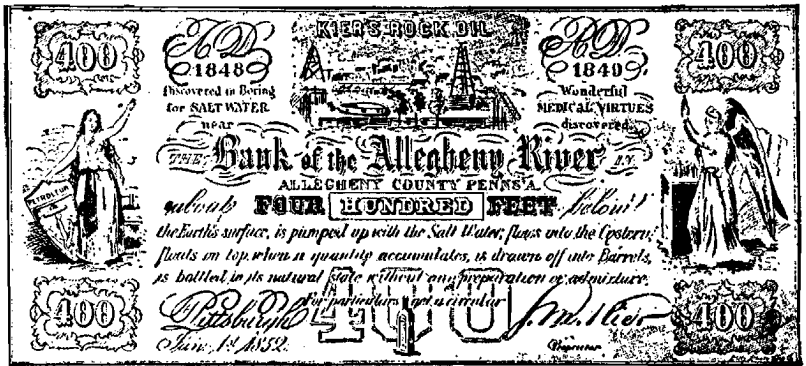 KIER'S ROCK OIL
400 A.D. A.D. 400
1848 1849
Discovered in Boring Wonderful
for SALT WATER MEDICAL VIRTUES
near discovered
THE Bank of the Allegheny River IN
ALLEGHENY COUNTY PENNS'A.
about FOUR HUNDRED FEET below
PETROLEUM
the Earth's surface, is pumped up with the Salt Water, flows into the Cistern,
floats on top, when a quantity accumulates, is drawn off into Barrels,
is bottled in its natural state without any preparation or admixture.
For particulars get a circular
400 Pittsburgh 400 S. M. Kier 400
Jan. 1st 1852. Proprietor